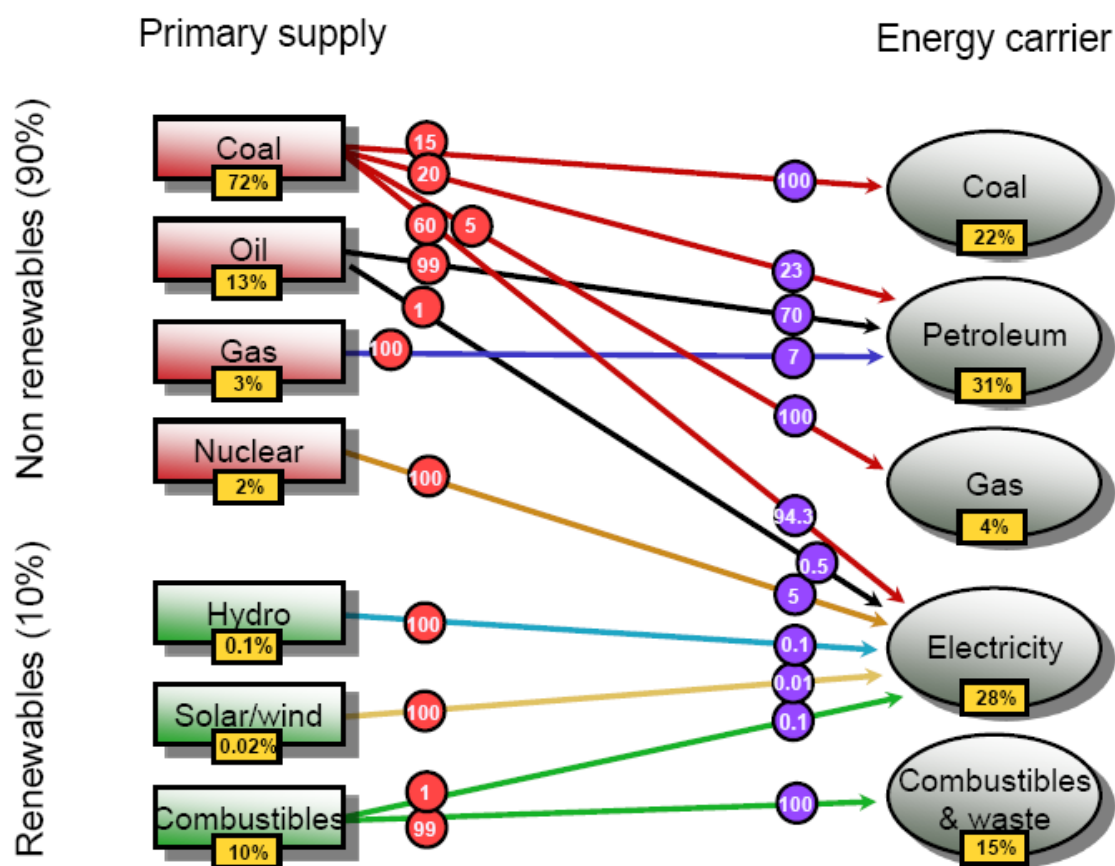 Primary supply
Energy carrier
Non renewables (90%)
Renewables (10%)
Coal
72%
Oil
13%
Gas
3%
Nuclear
2%
Hydro
0.1%
Solar/wind
0.02%
Combustibles
10%
15
20
60
5
99
1
100
100
100
100
1
99
100
23
70
7
100
94.3
0.5
5
0.1
0.01
0.1
100
Coal
22%
Petroleum
31%
Gas
4%
Electricity
28%
Combustibles
& waste
15%